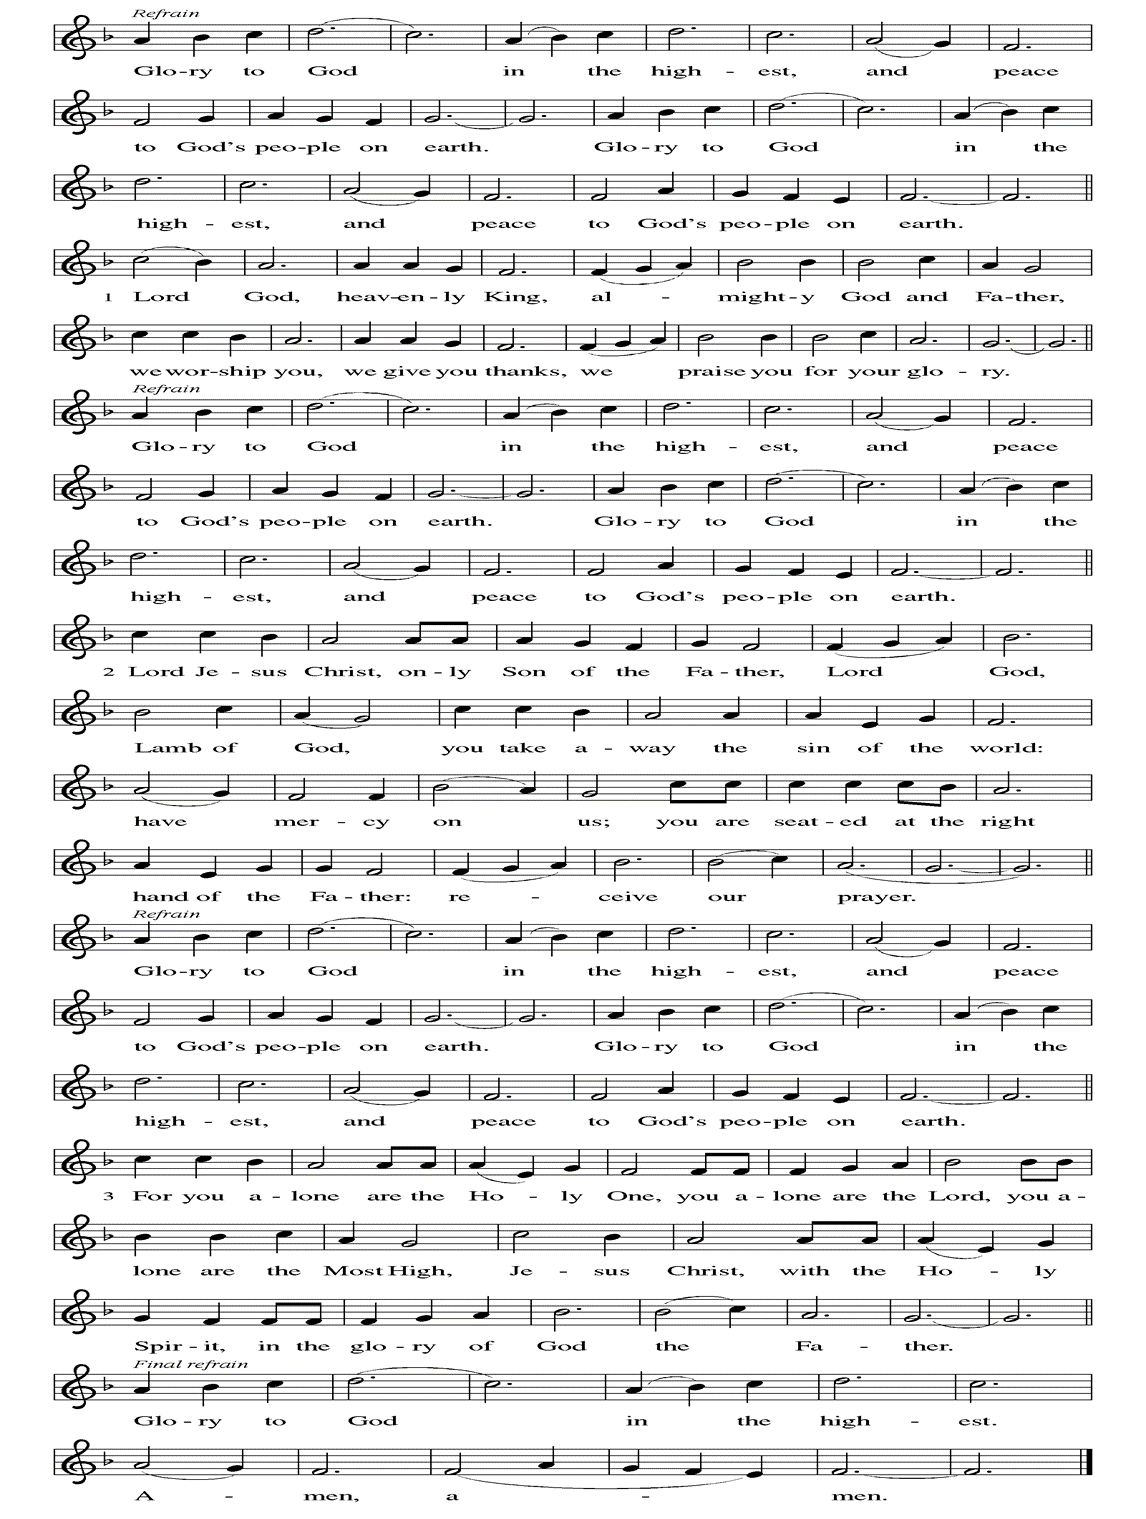 Refrain
Glo-ry to God in the high-est, and peace
to God's peo-ple on earth. Glo-ry to God in the
high-est, and peace to God's peo-ple on earth.
1 Lord God, heav-en-ly King, al-might-y God and Fa-ther,
we wor-ship you, we give you thanks, we praise you for your glo-ry.
Refrain
Glo-ry to God in the high-est, and peace
to God's peo-ple on earth. Glo-ry to God in the
high-est, and peace to God's peo-ple on earth.
2 Lord Je-sus Christ, on-ly Son of the Fa-ther, Lord God,
Lamb of God, you take a-way the sin of the world:
have mer-cy on us; you are seat-ed at the right
hand of the Fa-ther: re-ceive our prayer.
Refrain
Glo-ry to God in the high-est, and peace
to God's peo-ple on earth. Glo-ry to God in the
high-est, and peace to God's peo-ple on earth.
3 For you a-lone are the Ho-ly One, you a-lone are the Lord, you a-
lone are the Most High, Je-sus Christ, with the Ho-ly
Spir-it, in the glo-ry of God the Fa-ther.
Final refrain
Glo-ry to God in the high-est.
A-men, a-men.